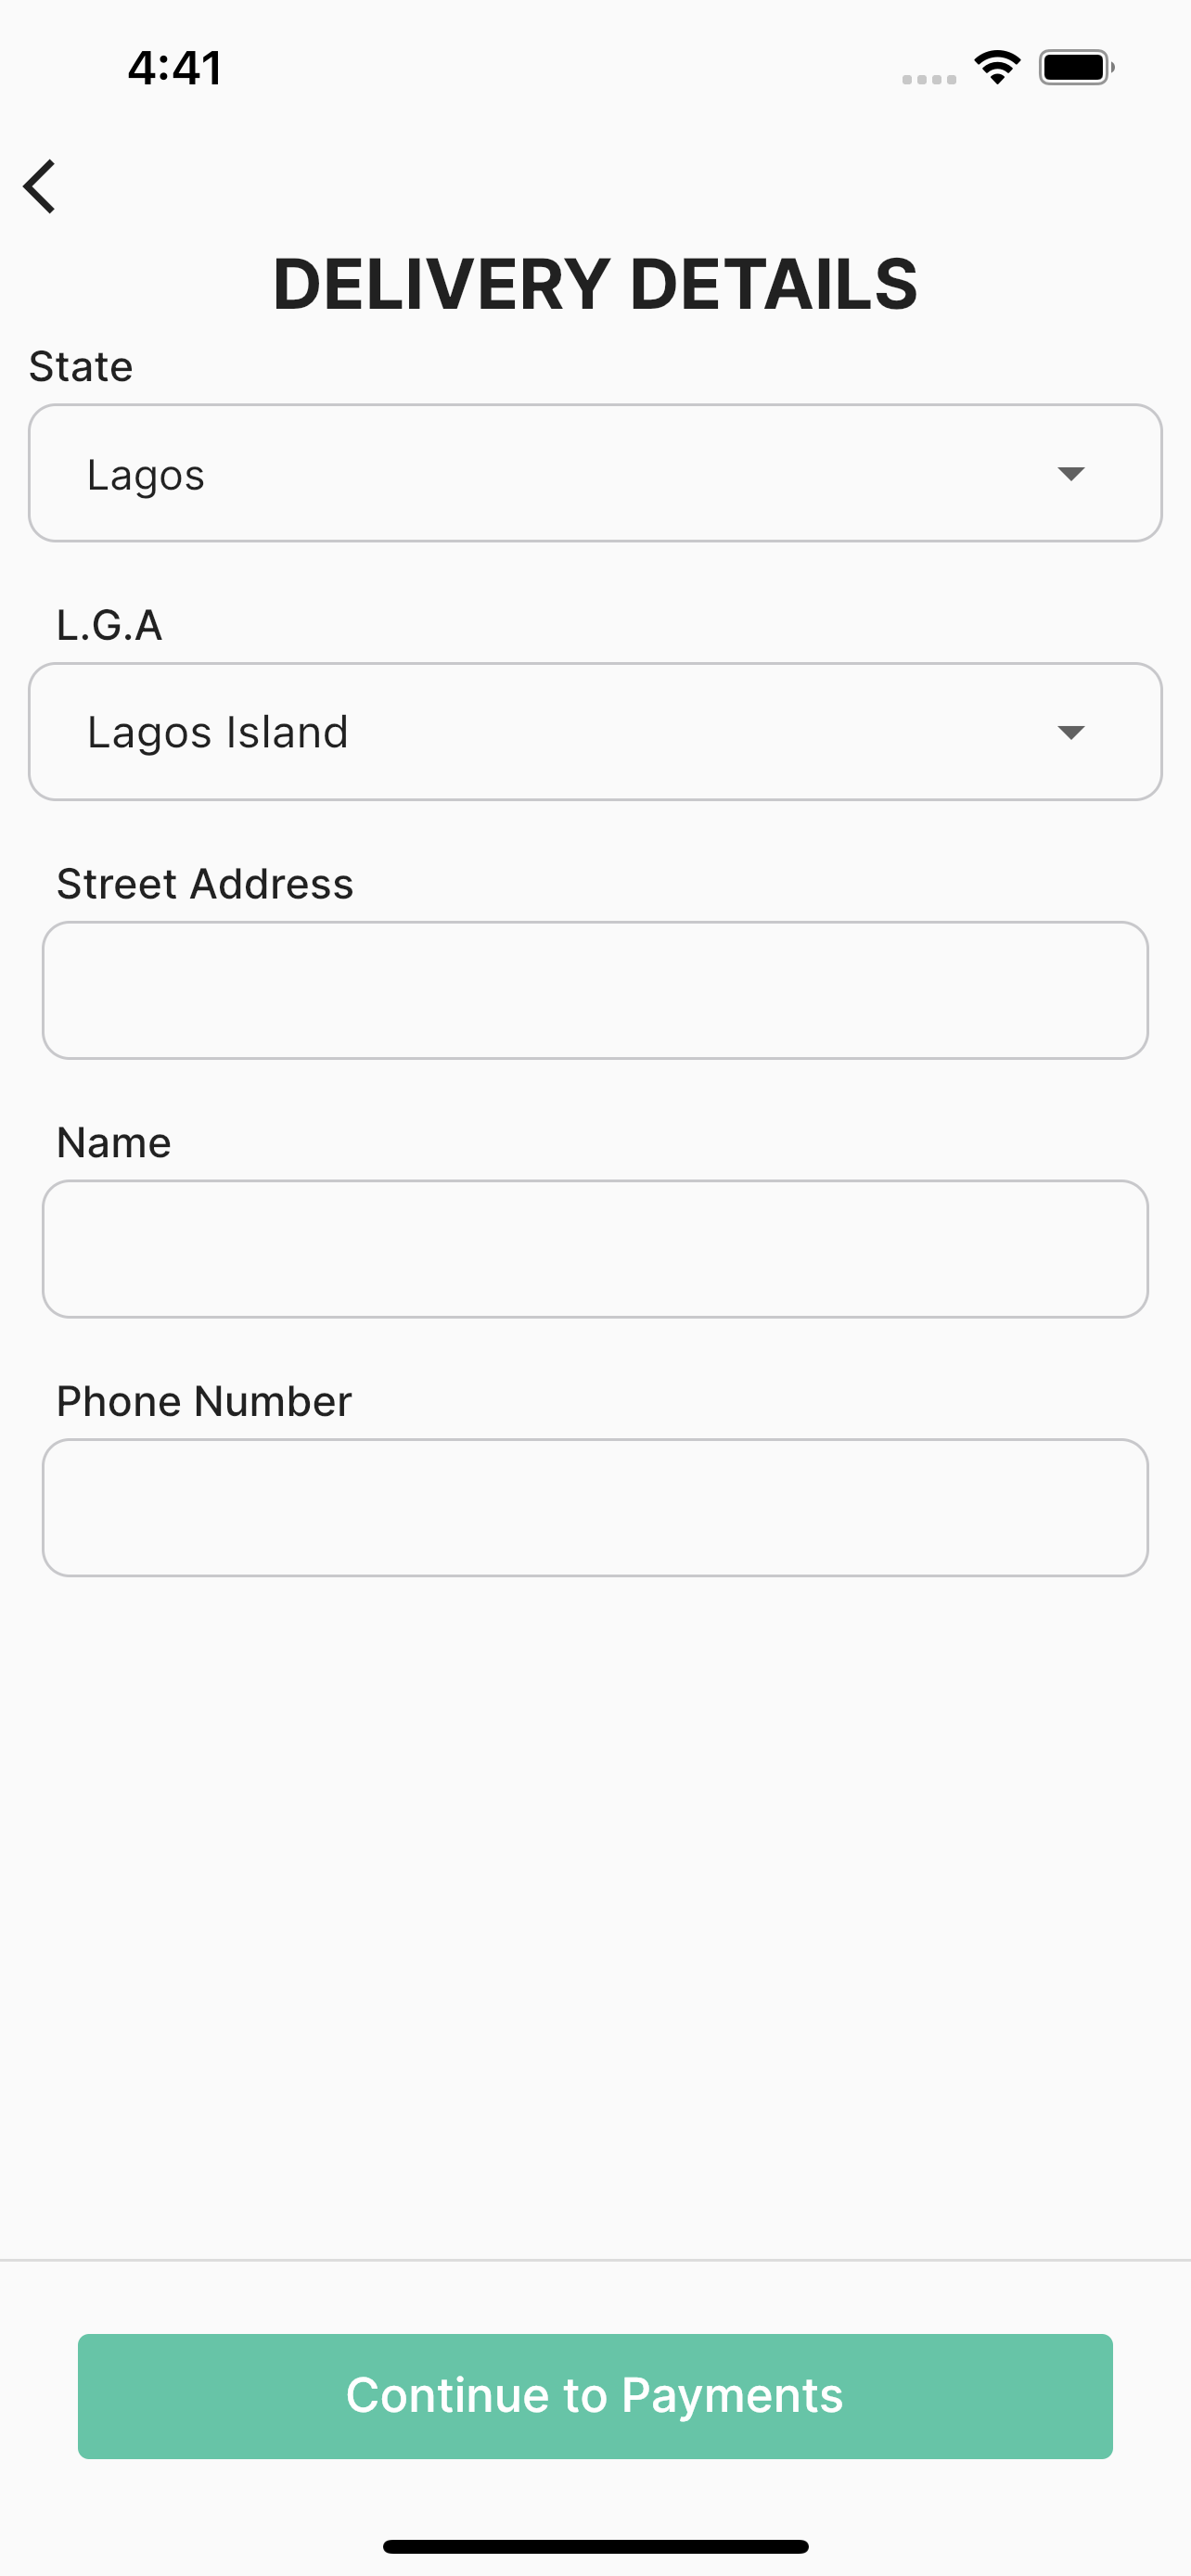 4:41
DELIVERY DETAILS
State
Lagos
L.G.A
Lagos Island
Street Address
Name
Phone Number
Continue to Payments